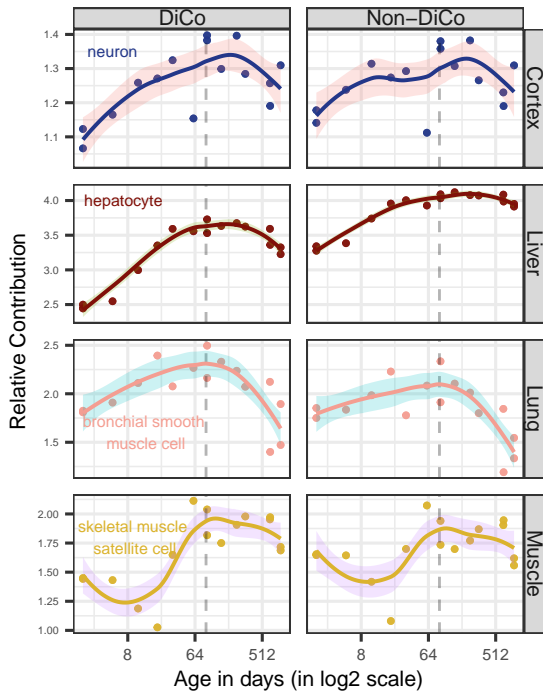 DiCo
Non−DiCo
Relative Contribution
1.4
1.3
1.2
1.1
neuron
Cortex
4.0
3.5
3.0
2.5
hepatocyte
Liver
2.5
2.0
1.5
bronchial smooth
muscle cell
Lung
2.00
1.75
1.50
1.25
1.00
skeletal muscle
satellite cell
Muscle
8
64
512
8
64
512
Age in days (in log2 scale)